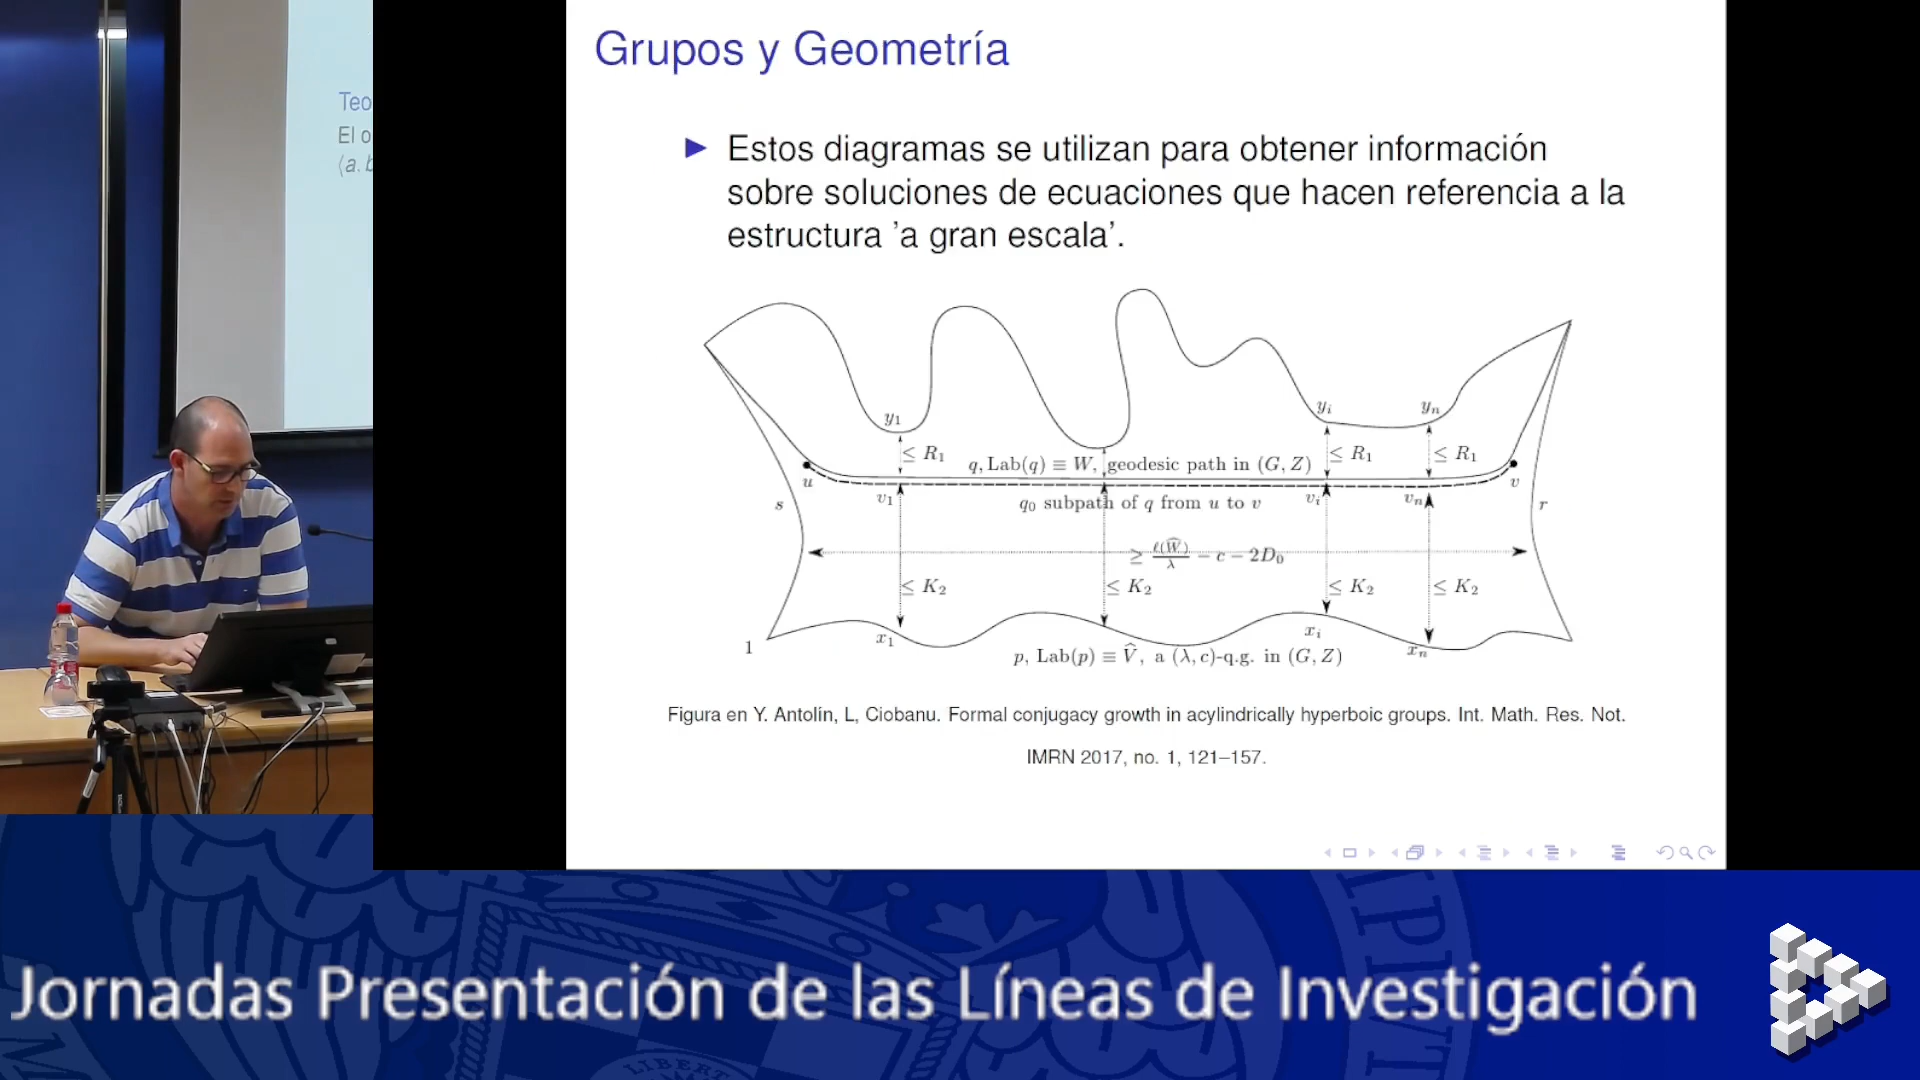 Grupos y Geometría
Teo
El o
(a. b
▶ Estos diagramas se utilizan para obtener información
sobre soluciones de ecuaciones que hacen referencia a la
estructura 'a gran escala'.
y₁
yᵢ
yₙ
≤ R₁
q, Lab(q) ≡ W, geodesic path in (G, Z)
≤ R₁
≤ R₁
u
v
s
v₁
q₀ subpath of q from u to v
vᵢ
vₙ
r
≥ ℓ(Ŵ)/λ − c − 2D₀
≤ K₂
≤ K₂
≤ K₂
≤ K₂
1
x₁
xᵢ
xₙ
p, Lab(p) ≡ V̂, a (λ, c)-q.g. in (G, Z)
Figura en Y. Antolín, L, Ciobanu. Formal conjugacy growth in acylindrically hyperboic groups. Int. Math. Res. Not.
IMRN 2017, no. 1, 121–157.
Jornadas Presentación de las Líneas de Investigación
LIBERT